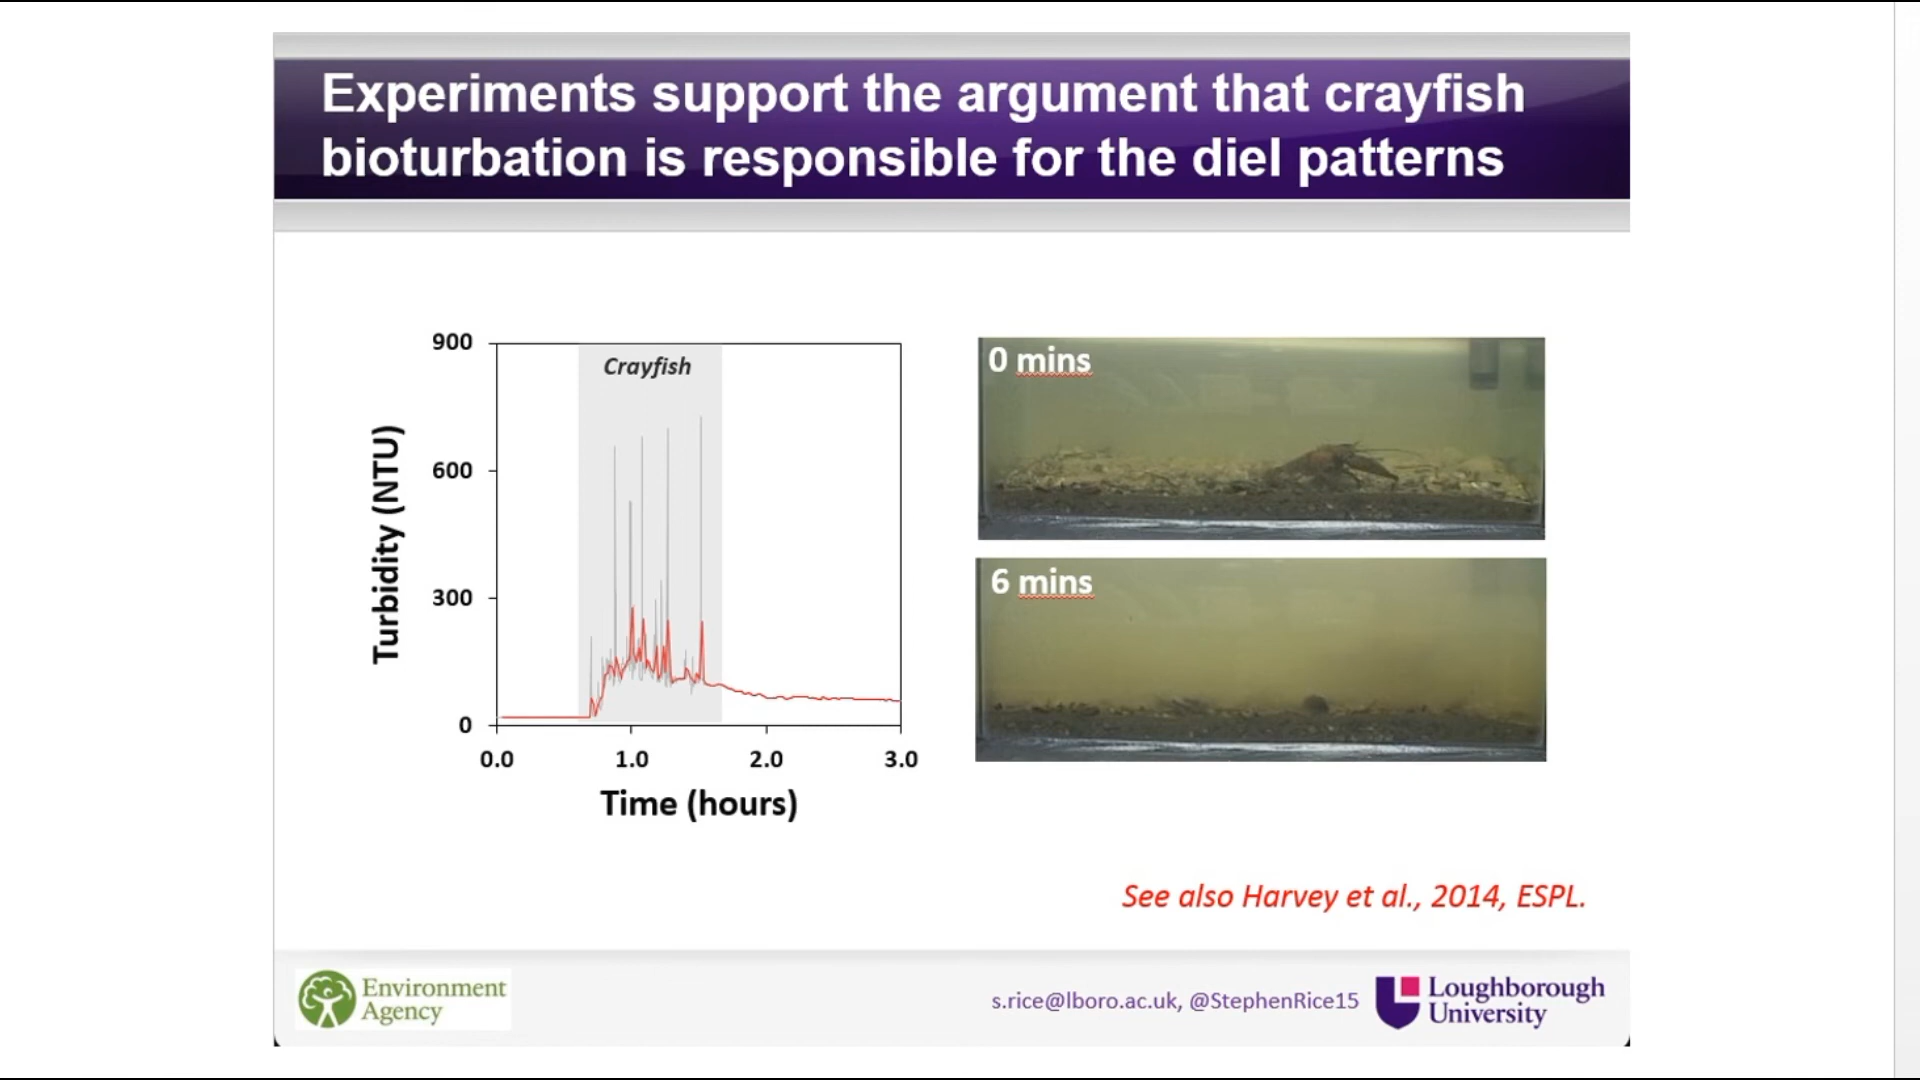 Experiments support the argument that crayfish
bioturbation is responsible for the diel patterns
900
600
300
0
Turbidity (NTU)
Crayfish
0.0 1.0 2.0 3.0
Time (hours)
0 mins
6 mins
See also Harvey et al., 2014, ESPL.
Environment
Agency
s.rice@lboro.ac.uk, @StephenRice15
Loughborough
University